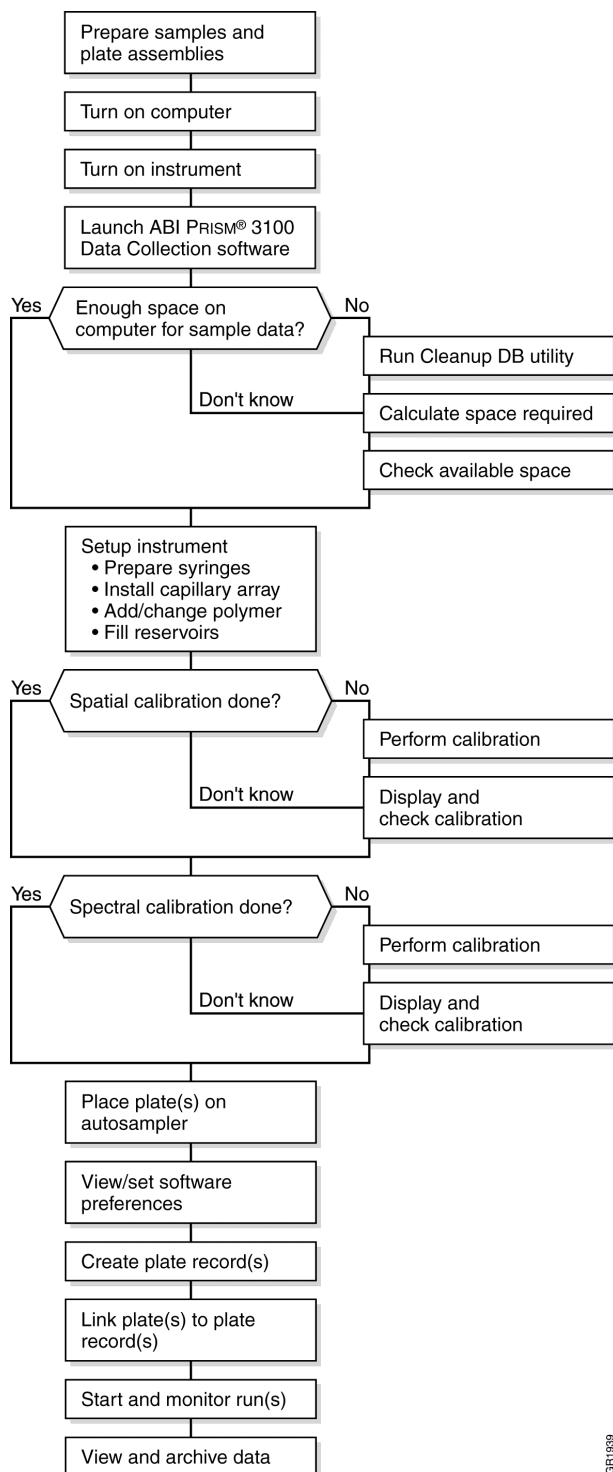 Prepare samples and
plate assemblies
Turn on computer
Turn on instrument
Launch ABI PRISM® 3100
Data Collection software
Yes
Enough space on
computer for sample data?
No
Run Cleanup DB utility
Don't know
Calculate space required
Check available space
Setup instrument
• Prepare syringes
• Install capillary array
• Add/change polymer
• Fill reservoirs
Yes
Spatial calibration done?
No
Perform calibration
Don't know
Display and
check calibration
Yes
Spectral calibration done?
No
Perform calibration
Don't know
Display and
check calibration
Place plate(s) on
autosampler
View/set software
preferences
Create plate record(s)
Link plate(s) to plate
record(s)
Start and monitor run(s)
View and archive data
GR1939